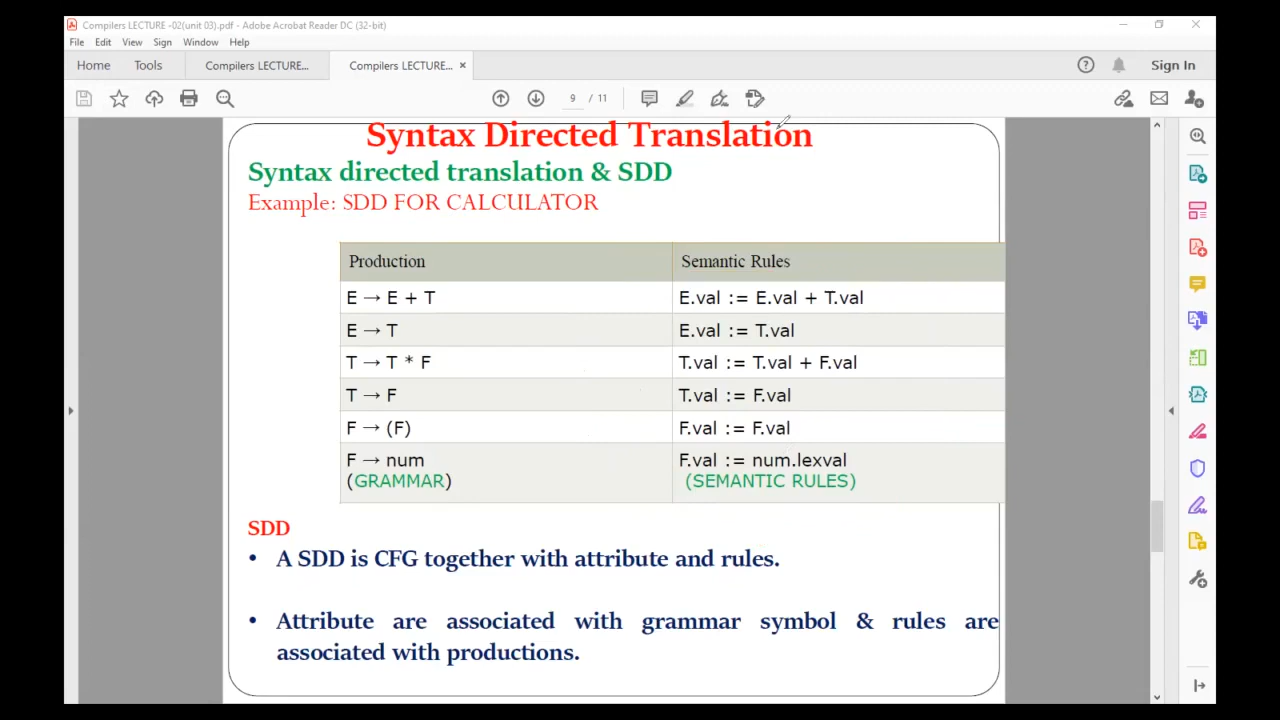 Compilers LECTURE -02(unit 03).pdf - Adobe Acrobat Reader DC (32-bit)
File Edit View Sign Window Help
Home Tools Compilers LECTURE... Compilers LECTURE... × Sign In
9 / 11
Syntax Directed Translation
Syntax directed translation & SDD
Example: SDD FOR CALCULATOR
Production Semantic Rules
E → E + T E.val := E.val + T.val
E → T E.val := T.val
T → T * F T.val := T.val + F.val
T → F T.val := F.val
F → (F) F.val := F.val
F → num F.val := num.lexval
(GRAMMAR) (SEMANTIC RULES)
SDD
• A SDD is CFG together with attribute and rules.
• Attribute are associated with grammar symbol & rules are
associated with productions.